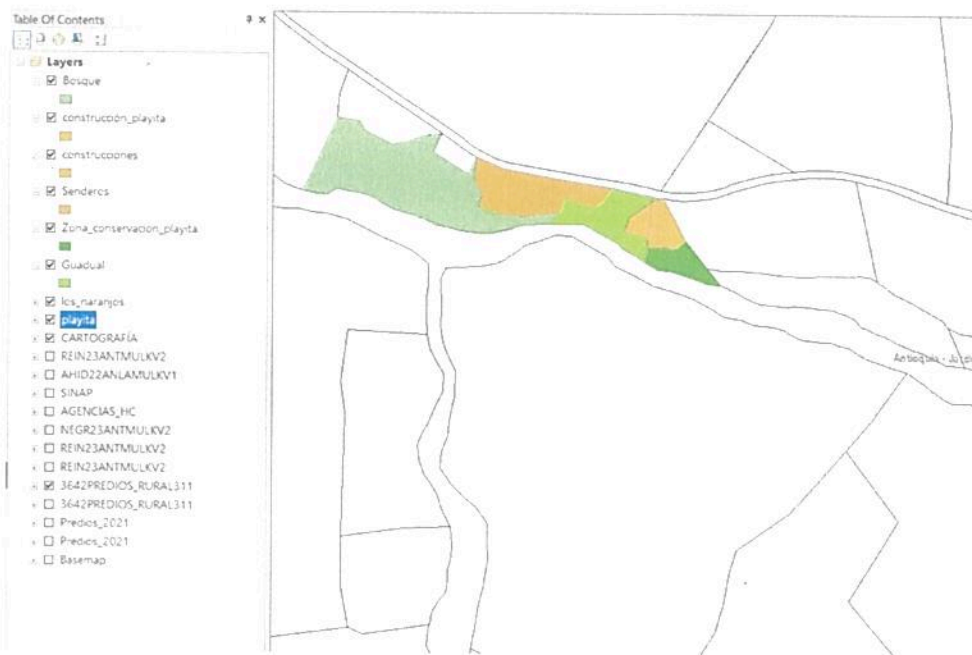 Table Of Contents
Layers
Bosque
construcción_playita
construcciones
Senderos
Zona_conservacion_playita
Guadual
los_naranjos
playita
CARTOGRAFÍA
REIN23ANTMULKV2
AHID22ANLAMULKV1
SINAP
AGENCIAS_HC
NEGR23ANTMULKV2
REIN23ANTMULKV2
REIN23ANTMULKV2
3642PREDIOS_RURAL311
3642PREDIOS_RURAL311
Predios_2021
Predios_2021
Basemap
Antioquia -